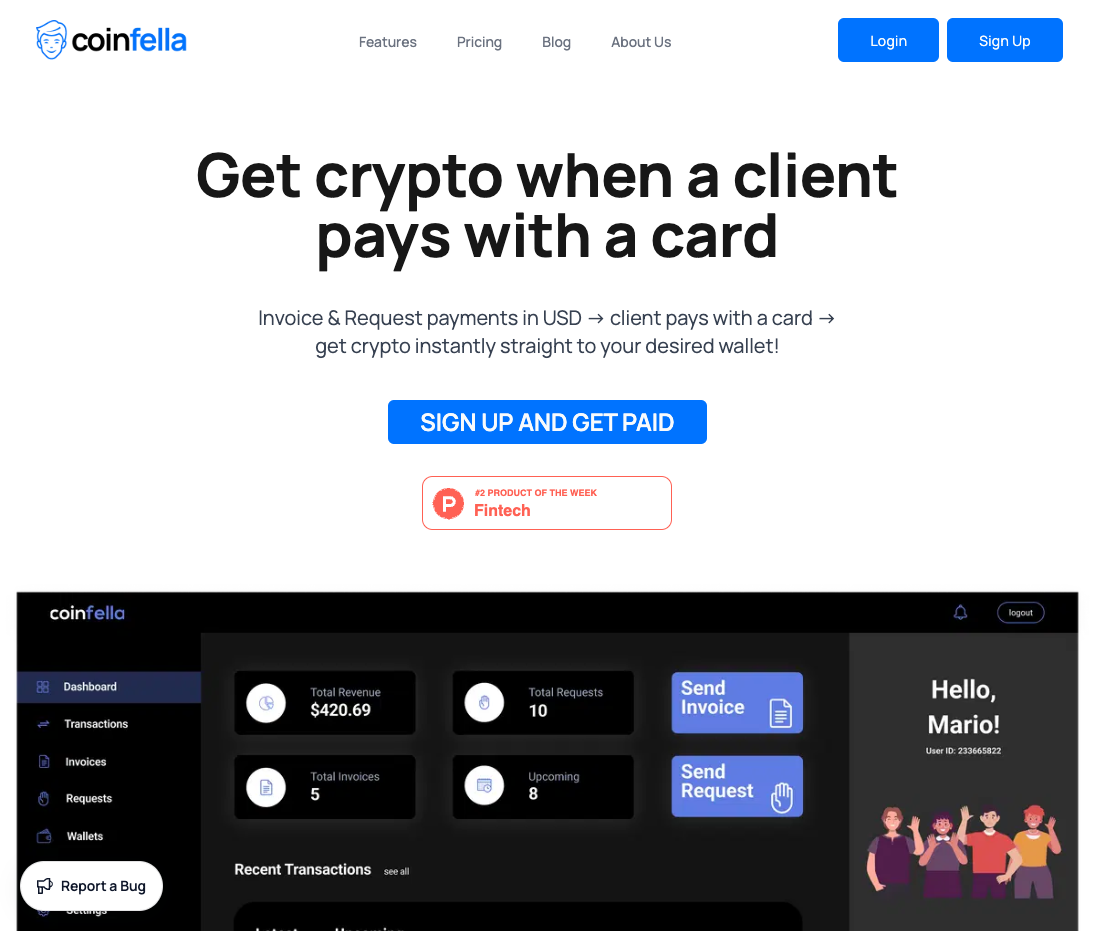 coinfella
Features
Pricing
Blog
About Us
Login
Sign Up
Get crypto when a client
pays with a card
Invoice & Request payments in USD → client pays with a card →
get crypto instantly straight to your desired wallet!
SIGN UP AND GET PAID
P
#2 PRODUCT OF THE WEEK
Fintech
coinfella
logout
Dashboard
Transactions
Invoices
Requests
Wallets
Settings
Total Revenue
$420.69
Total Requests
10
Send
Invoice
Total Invoices
5
Upcoming
8
Send
Request
Recent Transactions see all
Latest Upcoming
Hello,
Mario!
User ID: 233665822
Report a Bug